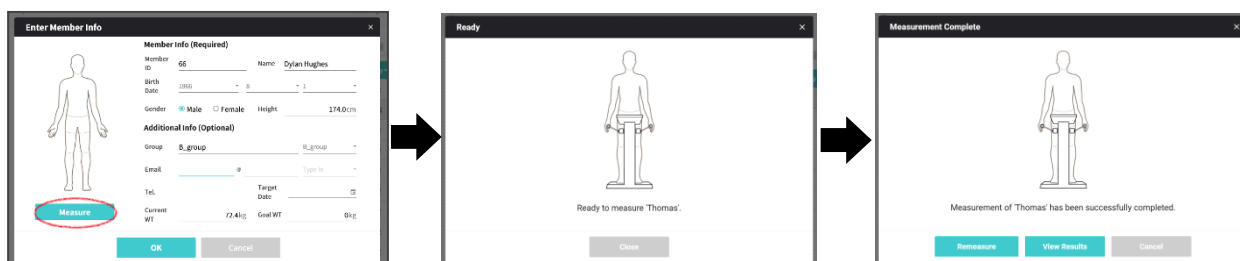 Enter Member Info ×
Member Info (Required)
Member ID 66 Name Dylan Hughes
Birth Date 1966 8 1
Gender Male Female Height 174.0cm
Additional Info (Optional)
Group B_group B_group
Email @ Type In
Tel. Target Date
Current WT 72.4kg Goal WT 0kg
Measure
OK Cancel
Ready ×
Ready to measure 'Thomas'.
Close
Measurement Complete ×
Measurement of 'Thomas' has been successfully completed.
Remeasure View Results Cancel